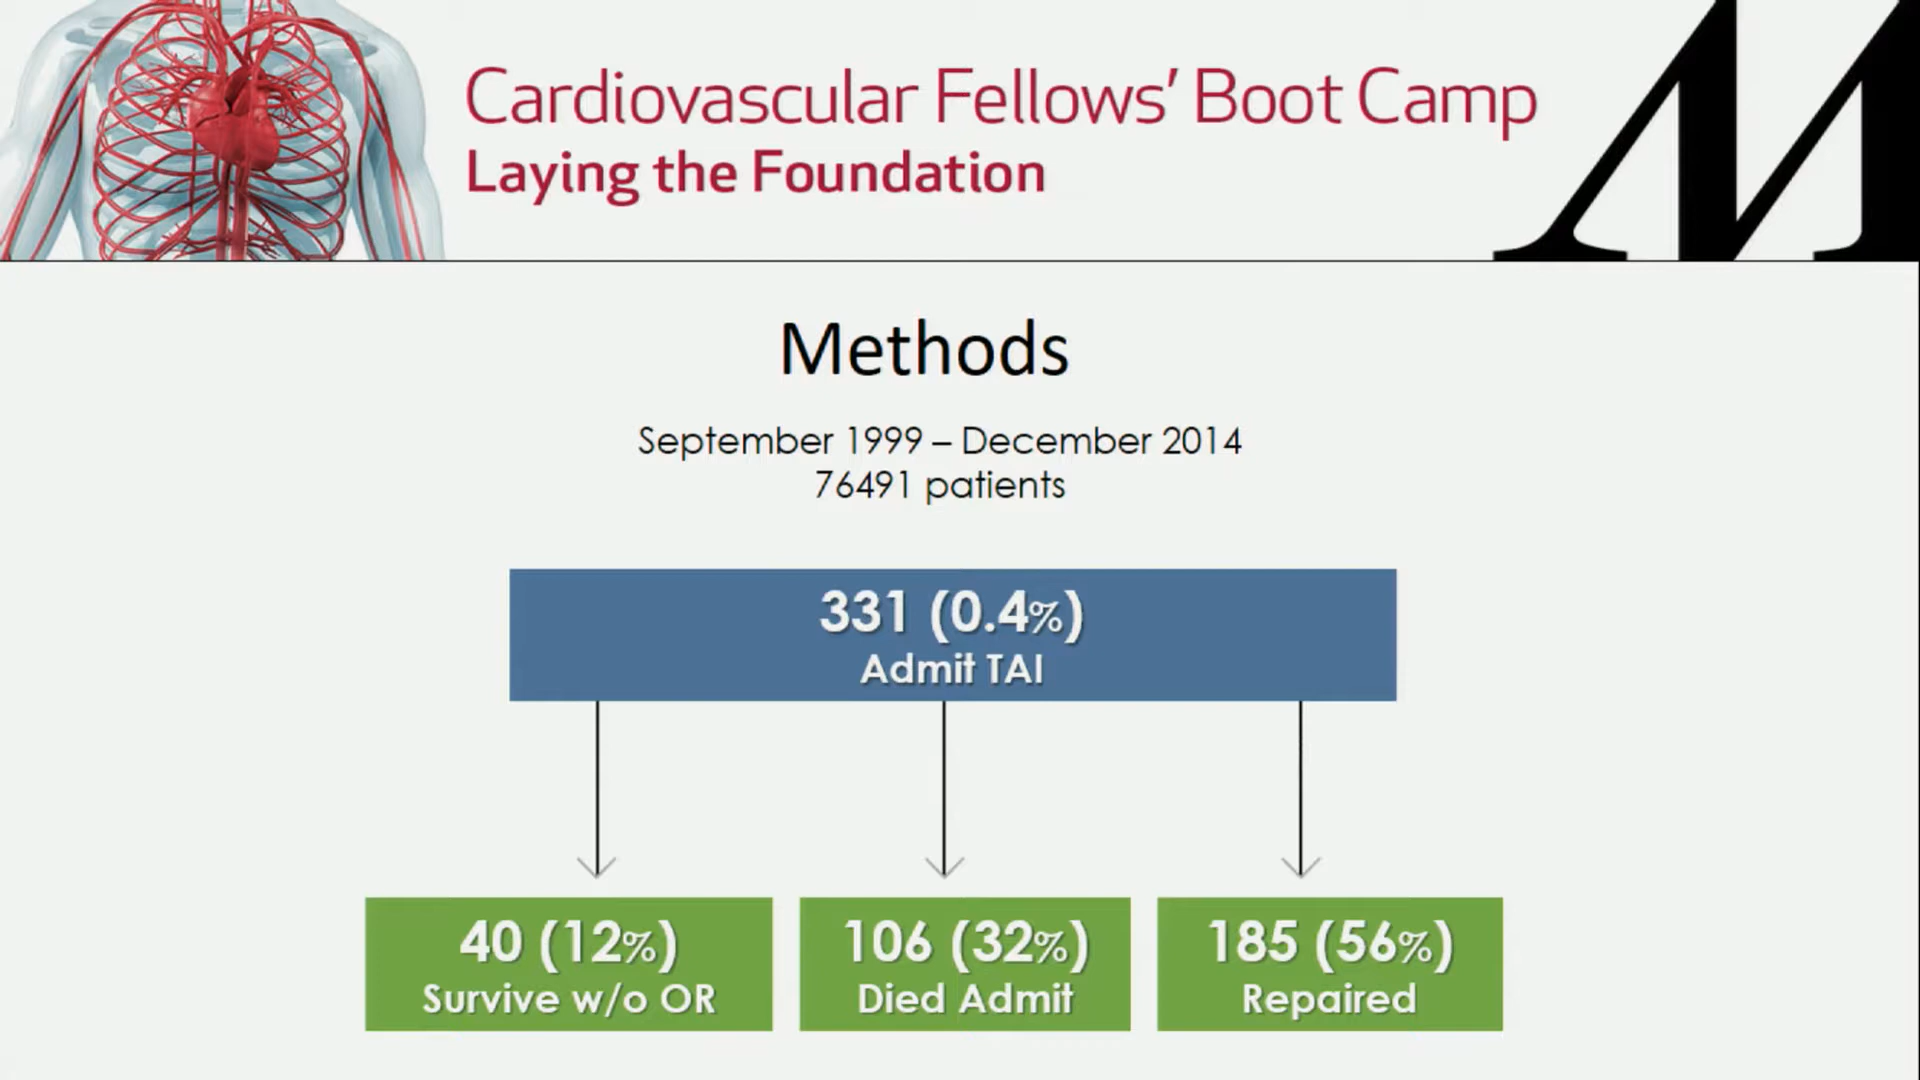 Cardiovascular Fellows' Boot Camp
Laying the Foundation
M
Methods
September 1999 – December 2014
76491 patients
331 (0.4%)
Admit TAI
40 (12%)
Survive w/o OR
106 (32%)
Died Admit
185 (56%)
Repaired